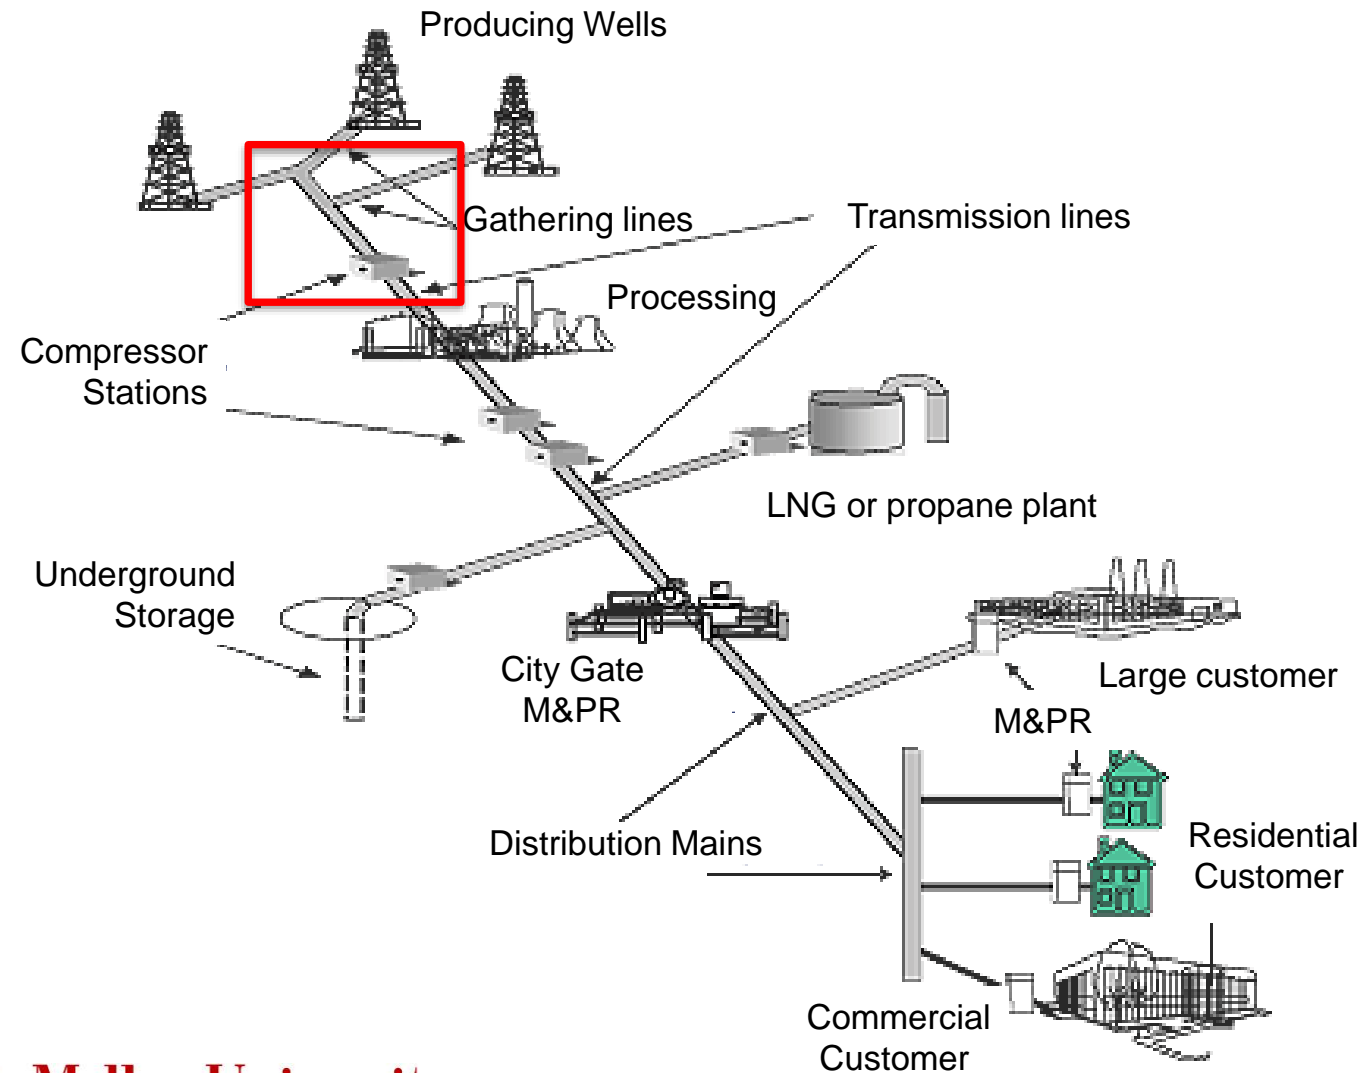 Producing Wells
Gathering lines
Transmission lines
Processing
Compressor
Stations
LNG or propane plant
Underground
Storage
City Gate
M&PR
Large customer
M&PR
Distribution Mains
Residential
Customer
Commercial
Customer